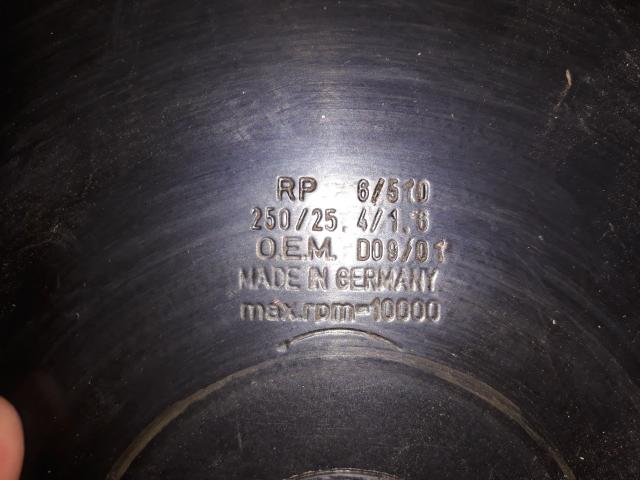 RP 6/510
250/25.4/1.6
O.E.M. D09/01
MADE IN GERMANY
max.rpm=10000